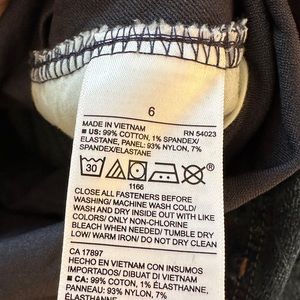 6
MADE IN VIETNAM RN 54023
■ US: 99% COTTON, 1% SPANDEX/
ELASTANE, PANEL: 93% NYLON, 7%
SPANDEX/ELASTANE
30
1166
CLOSE ALL FASTENERS BEFORE
WASHING/ MACHINE WASH COLD/
WASH AND DRY INSIDE OUT WITH LIKE
COLORS/ ONLY NON-CHLORINE
BLEACH WHEN NEEDED/ TUMBLE DRY
LOW/ WARM IRON/ DO NOT DRY CLEAN
CA 17897
HECHO EN VIETNAM CON INSUMOS
IMPORTADOS/ DIBUAT DI VIETNAM
■ CA: 99% COTTON, 1% ÉLASTHANNE,
PANNEAU: 93% NYLON, 7%